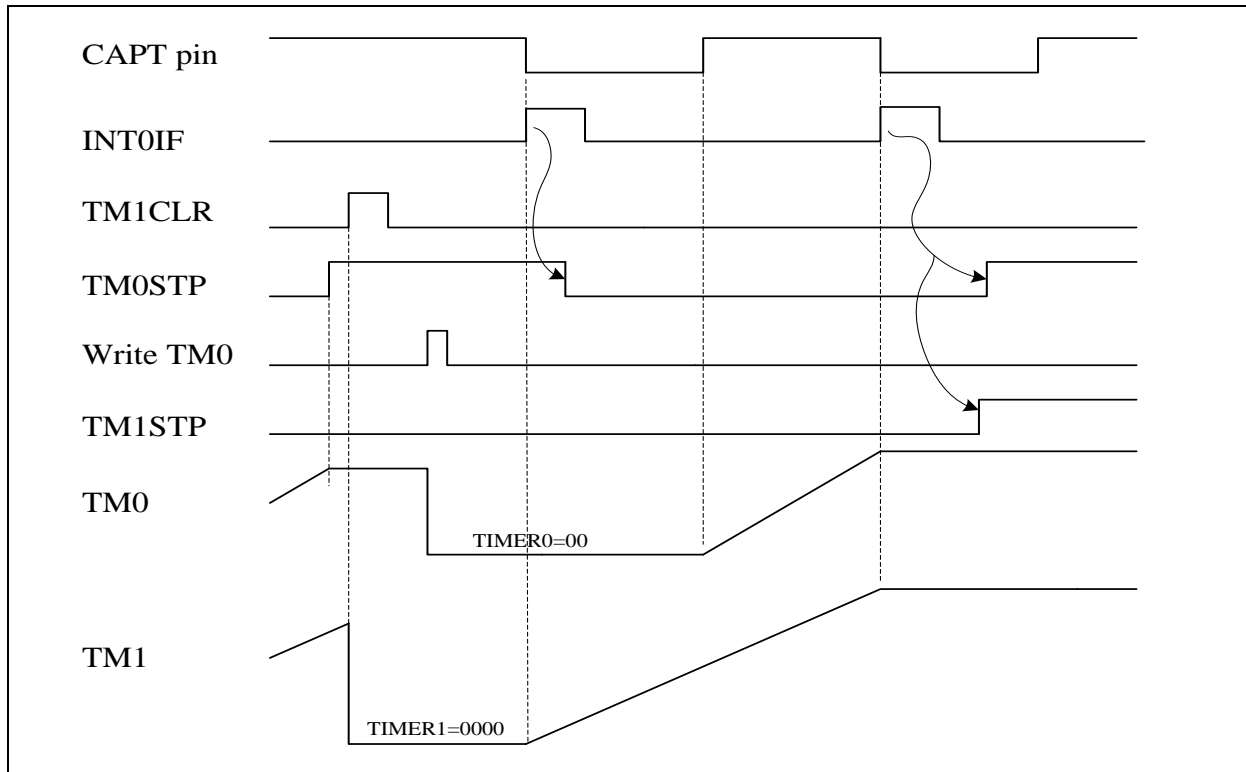 CAPT pin
INT0IF
TM1CLR
TM0STP
Write TM0
TM1STP
TM0
TIMER0=00
TM1
TIMER1=0000